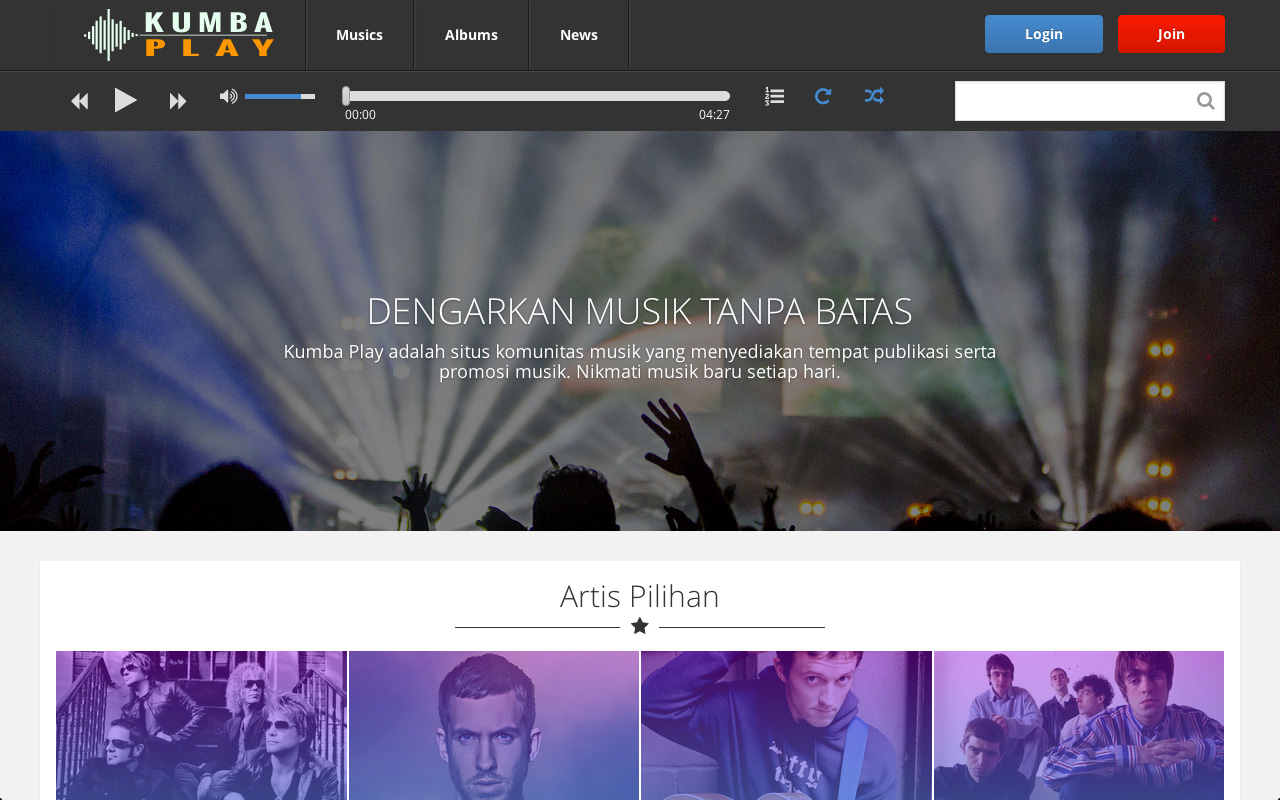 KUMBA
PLAY
Musics
Albums
News
Login
Join
00:00
04:27
DENGARKAN MUSIK TANPA BATAS
Kumba Play adalah situs komunitas musik yang menyediakan tempat publikasi serta
promosi musik. Nikmati musik baru setiap hari.
Artis Pilihan